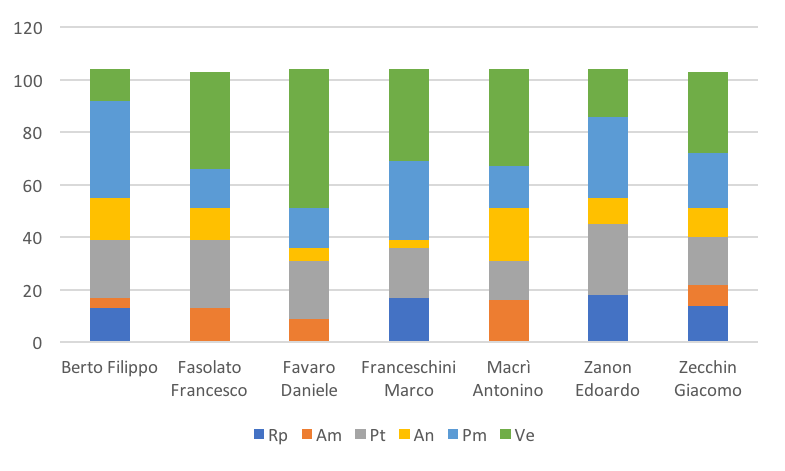 120
100
80
60
40
20
0
Berto Filippo Fasolato Favaro Franceschini Macrì Zanon Zecchin
Francesco Daniele Marco Antonino Edoardo Giacomo
Rp Am Pt An Pm Ve